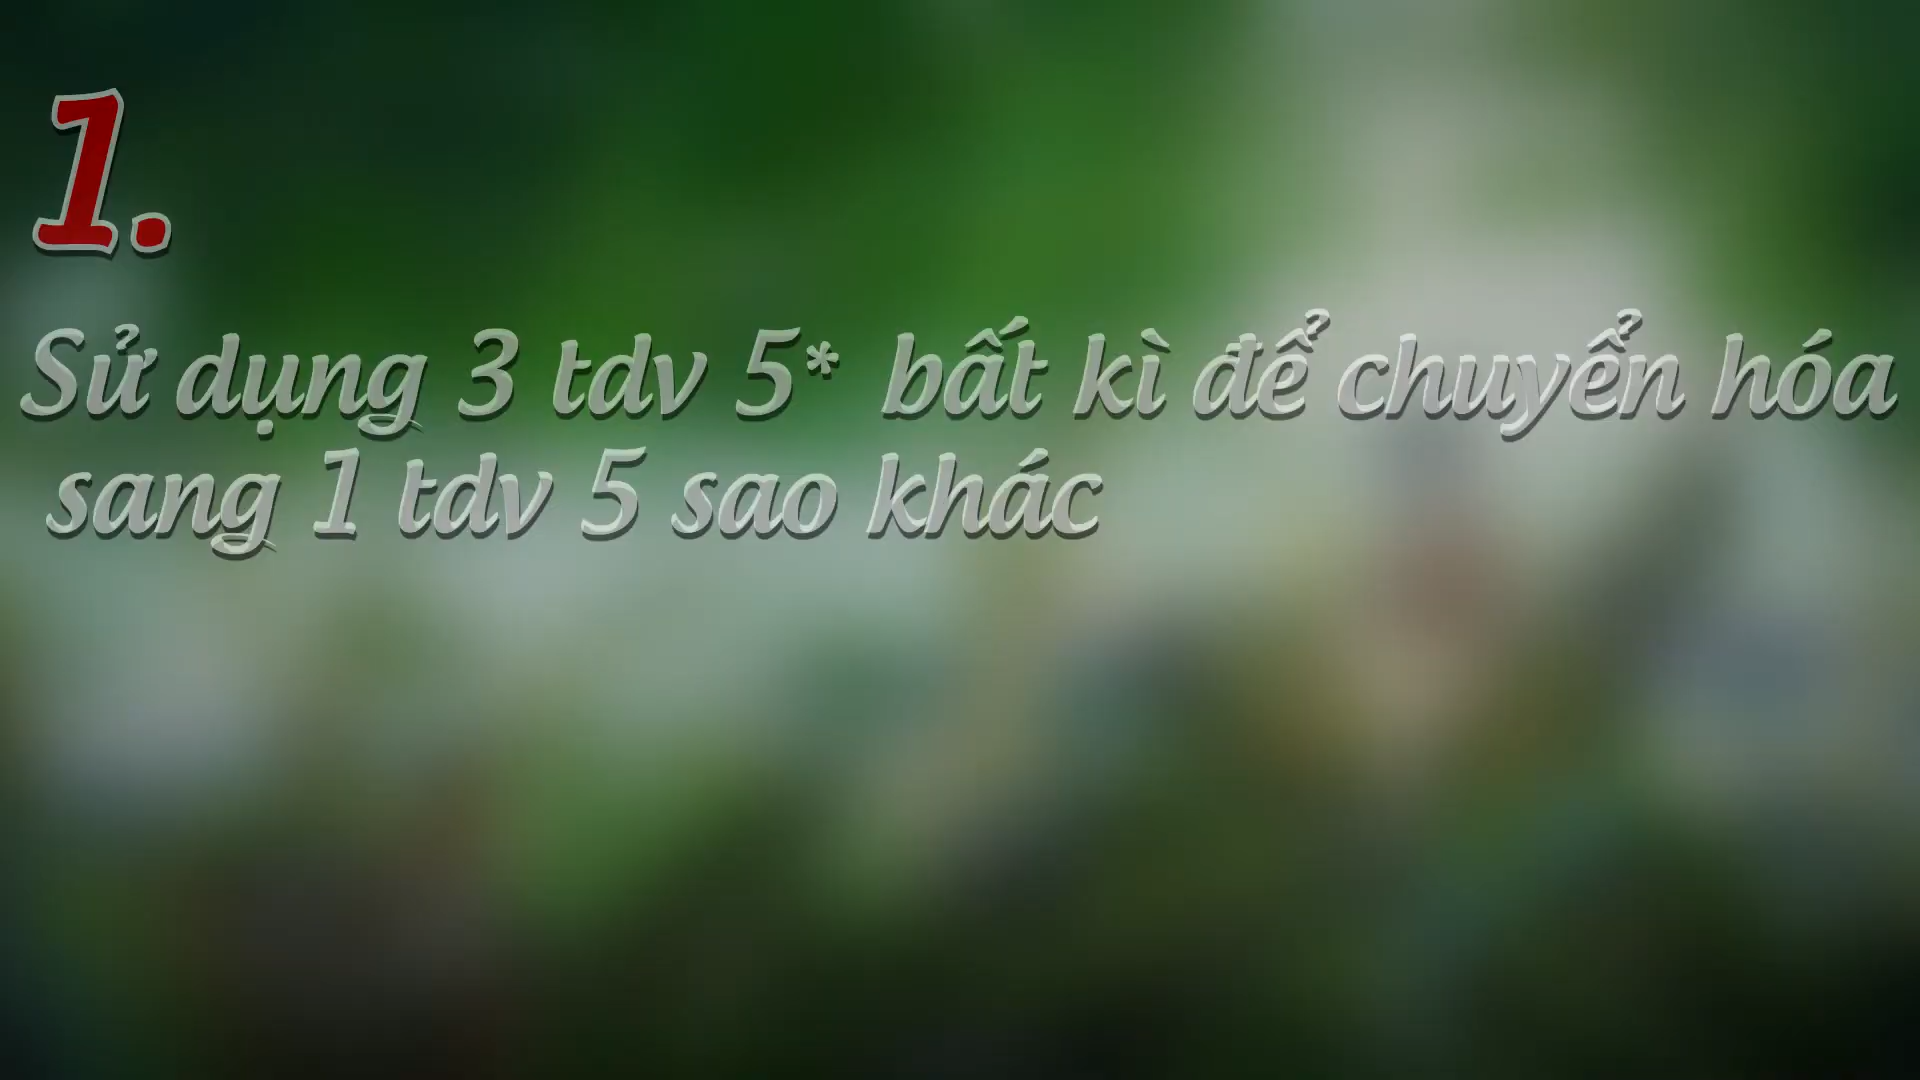 1.
Sử dụng 3 tdv 5* bất kì để chuyển hóa
sang 1 tdv 5 sao khác